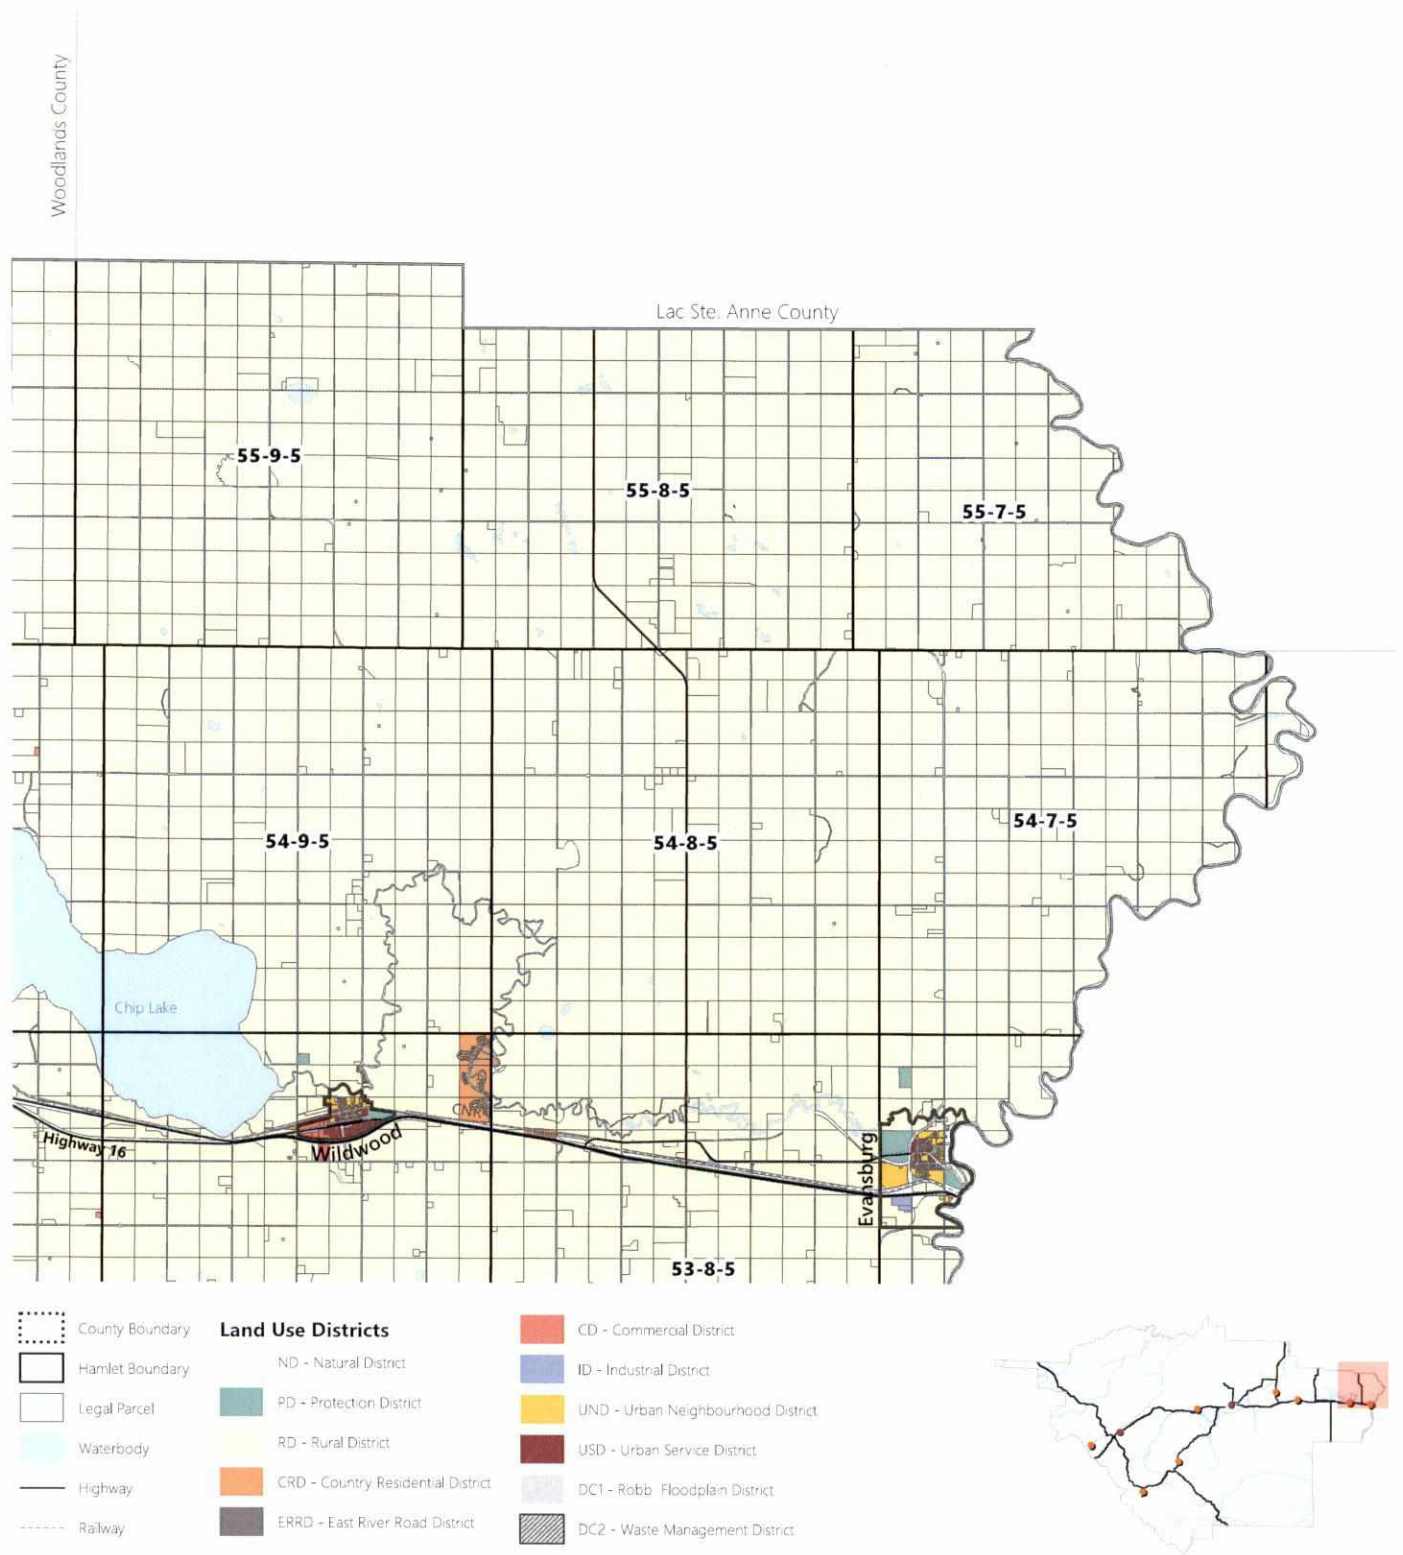 Woodlands County
Lac Ste. Anne County
55-9-5
55-8-5
55-7-5
54-9-5
54-8-5
54-7-5
Chip Lake
CNR
Highway 16
Wildwood
Evansburg
53-8-5
County Boundary
Hamlet Boundary
Legal Parcel
Waterbody
Highway
Railway
Land Use Districts
ND - Natural District
PD - Protection District
RD - Rural District
CRD - Country Residential District
ERRD - East River Road District
CD - Commercial District
ID - Industrial District
UND - Urban Neighbourhood District
USD - Urban Service District
DC1 - Robb Floodplain District
DC2 - Waste Management District